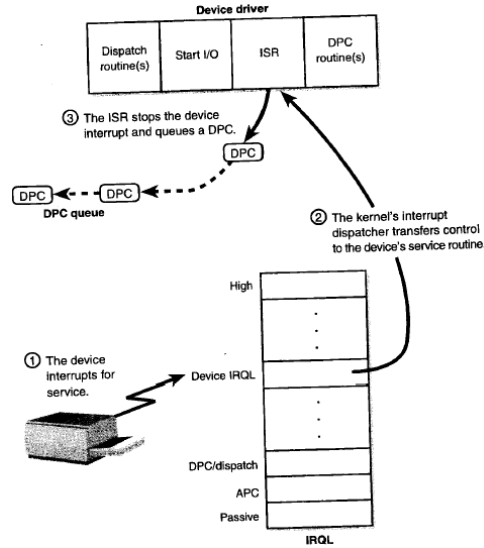 Device driver
Dispatch
routine(s)
Start I/O
ISR
DPC
routine(s)
③ The ISR stops the device
interrupt and queues a DPC.
DPC
DPC
DPC
DPC queue
② The kernel's interrupt
dispatcher transfers control
to the device's service routine
High
① The device
interrupts for
service.
Device IRQL
DPC/dispatch
APC
Passive
IRQL